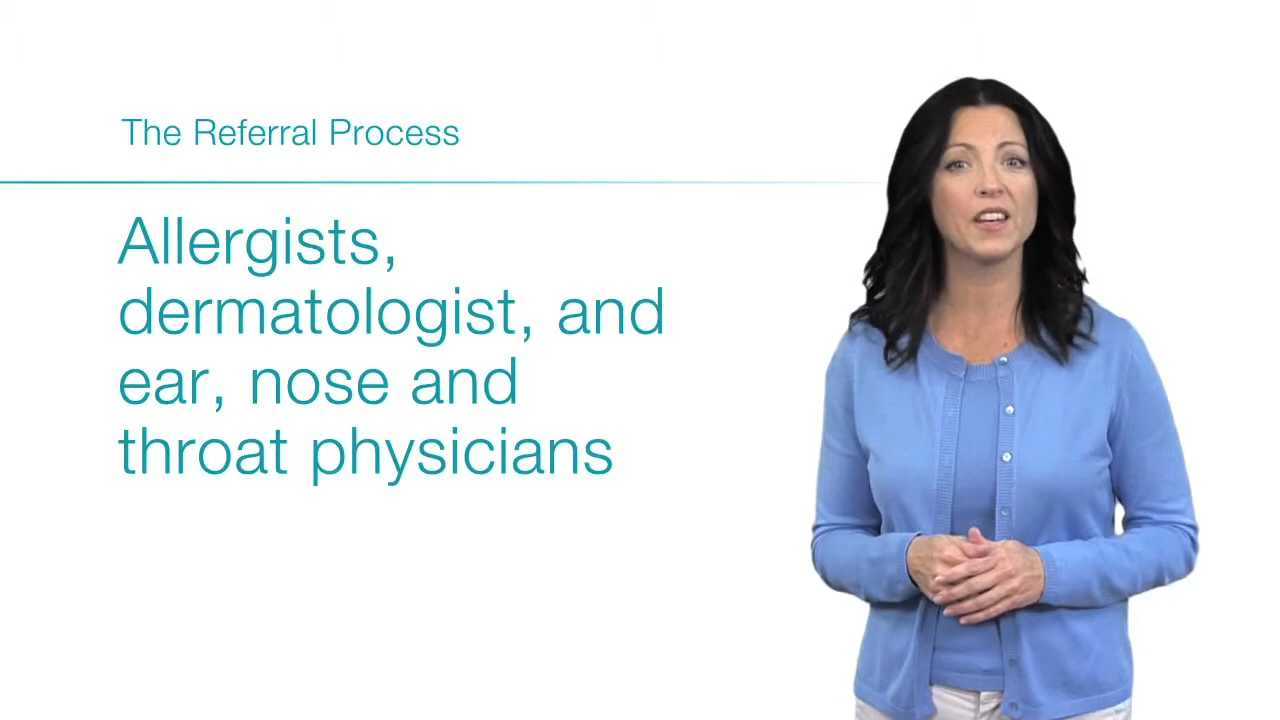 The Referral Process
Allergists,
dermatologist, and
ear, nose and
throat physicians